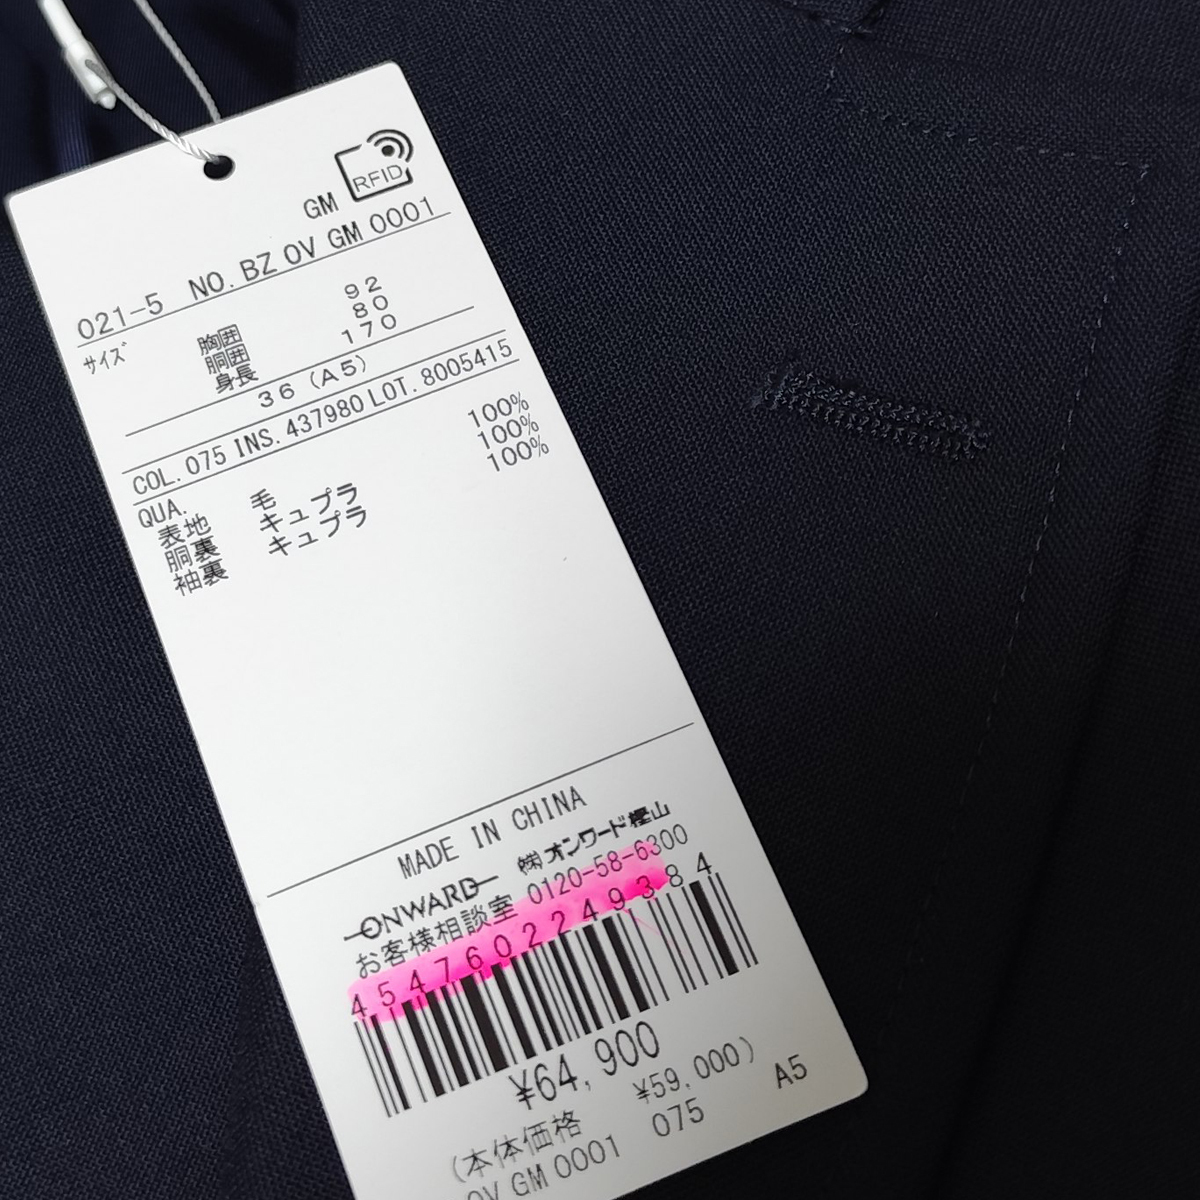 RFID
GM
021-5 NO. BZ OV GM 0001
サイズ 胸囲 92
胴囲 80
身長 170
36 (A5)
COL. 075 INS. 437980 LOT. 8005415
QUA.
表地 毛 100%
胴裏 キュプラ 100%
袖裏 キュプラ 100%
MADE IN CHINA
ONWARD ㈱オンワード樫山
お客様相談室 0120-58-6300
4547602249384
¥64,900
(本体価格 ¥59,000)
OV GM 0001 075 A5